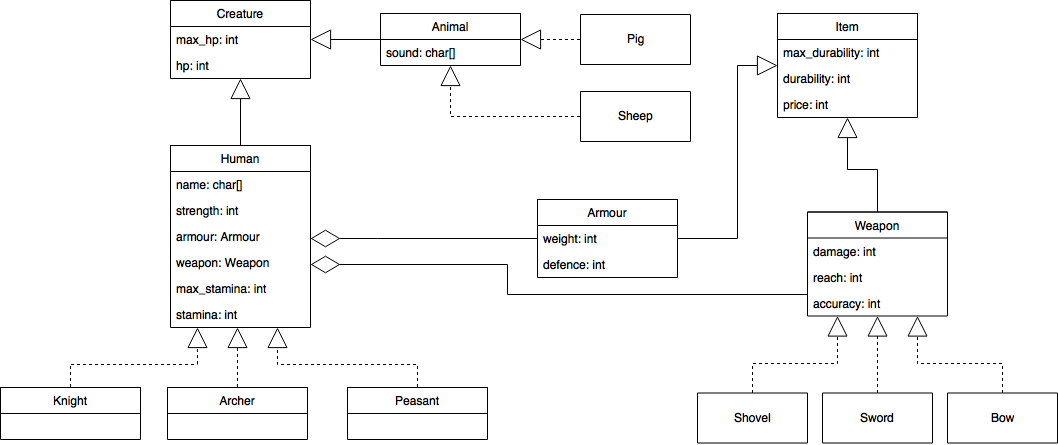 Creature
max_hp: int
hp: int
Animal
sound: char[]
Pig
Sheep
Item
max_durability: int
durability: int
price: int
Human
name: char[]
strength: int
armour: Armour
weapon: Weapon
max_stamina: int
stamina: int
Armour
weight: int
defence: int
Weapon
damage: int
reach: int
accuracy: int
Knight
Archer
Peasant
Shovel
Sword
Bow